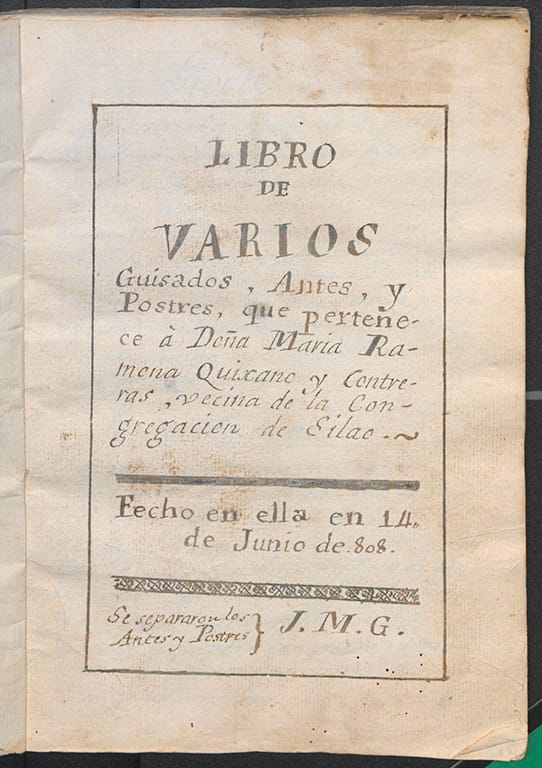 LIBRO
DE
VARIOS
Guisados, Antes, y
Postres, que perteñe-
ce à Doña Maria Ra-
mona Quixano y Contre-
ras, vecina de la Con-
gregacion de Silao.~
Fecho en ella en 14.,
de Junio de.808.
Se separaron los
Antes y Postres} J. M. G.